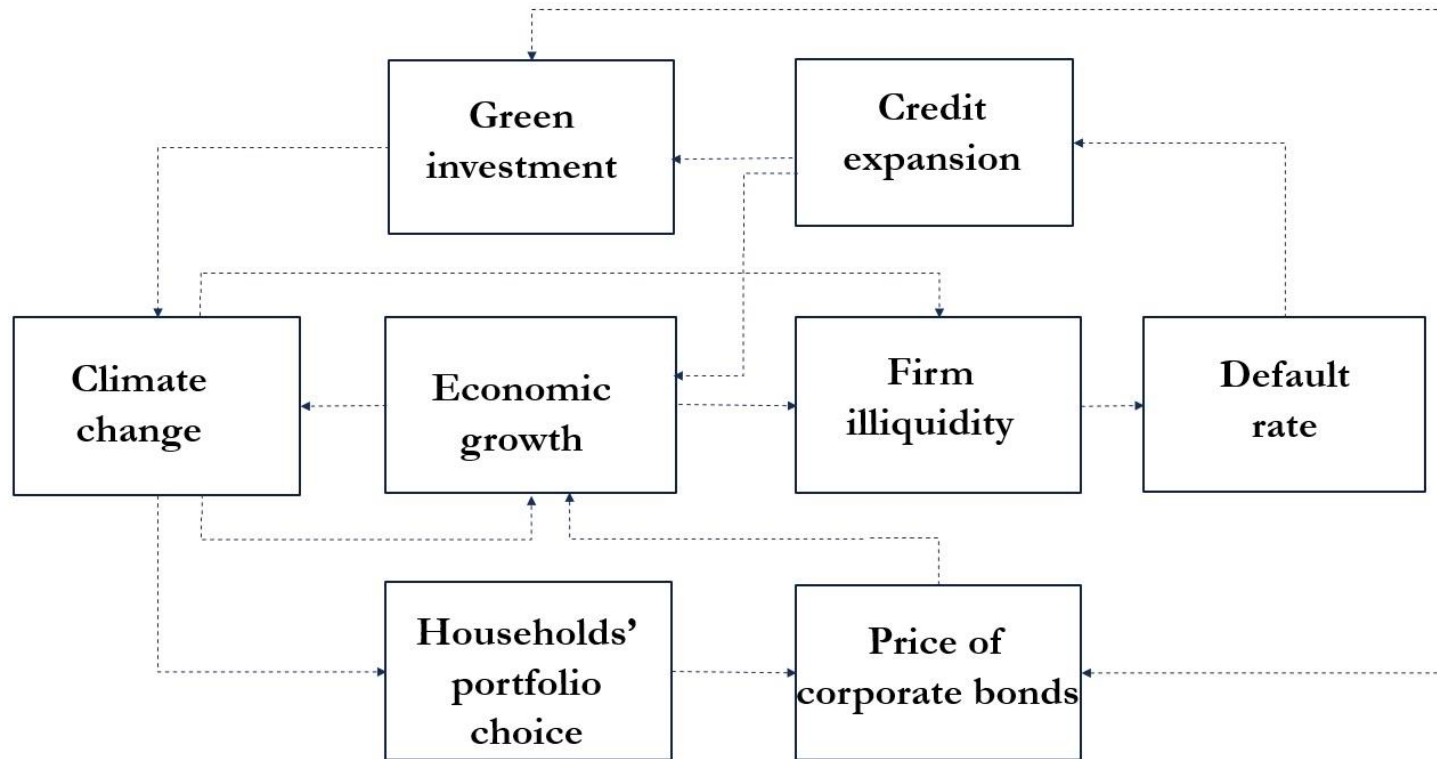 Green
investment
Credit
expansion
Climate
change
Economic
growth
Firm
illiquidity
Default
rate
Households’
portfolio
choice
Price of
corporate bonds